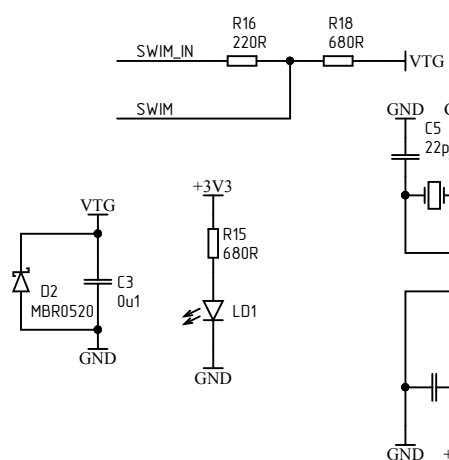 R16
220R
R18
680R
SWIM_IN
VTG
SWIM
GND
C5
22p
+3V3
VTG
R15
680R
C3
0u1
D2
MBR0520
LD1
GND
GND
GND
+